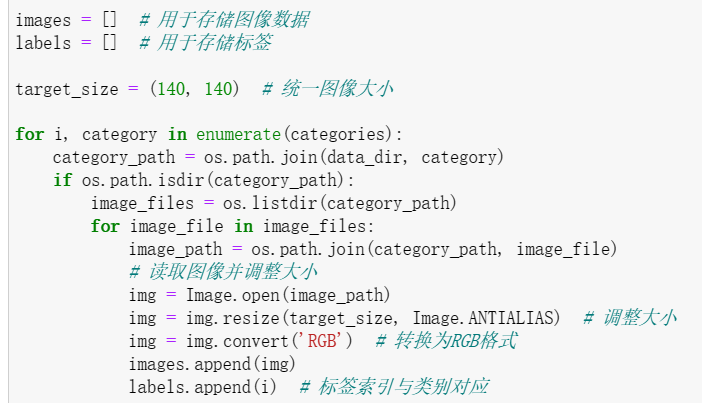 images = []  # 用于存储图像数据
labels = []  # 用于存储标签
target_size = (140, 140)  # 统一图像大小
for i, category in enumerate(categories):
    category_path = os.path.join(data_dir, category)
    if os.path.isdir(category_path):
        image_files = os.listdir(category_path)
        for image_file in image_files:
            image_path = os.path.join(category_path, image_file)
            # 读取图像并调整大小
            img = Image.open(image_path)
            img = img.resize(target_size, Image.ANTIALIAS)  # 调整大小
            img = img.convert('RGB')  # 转换为RGB格式
            images.append(img)
            labels.append(i)  # 标签索引与类别对应